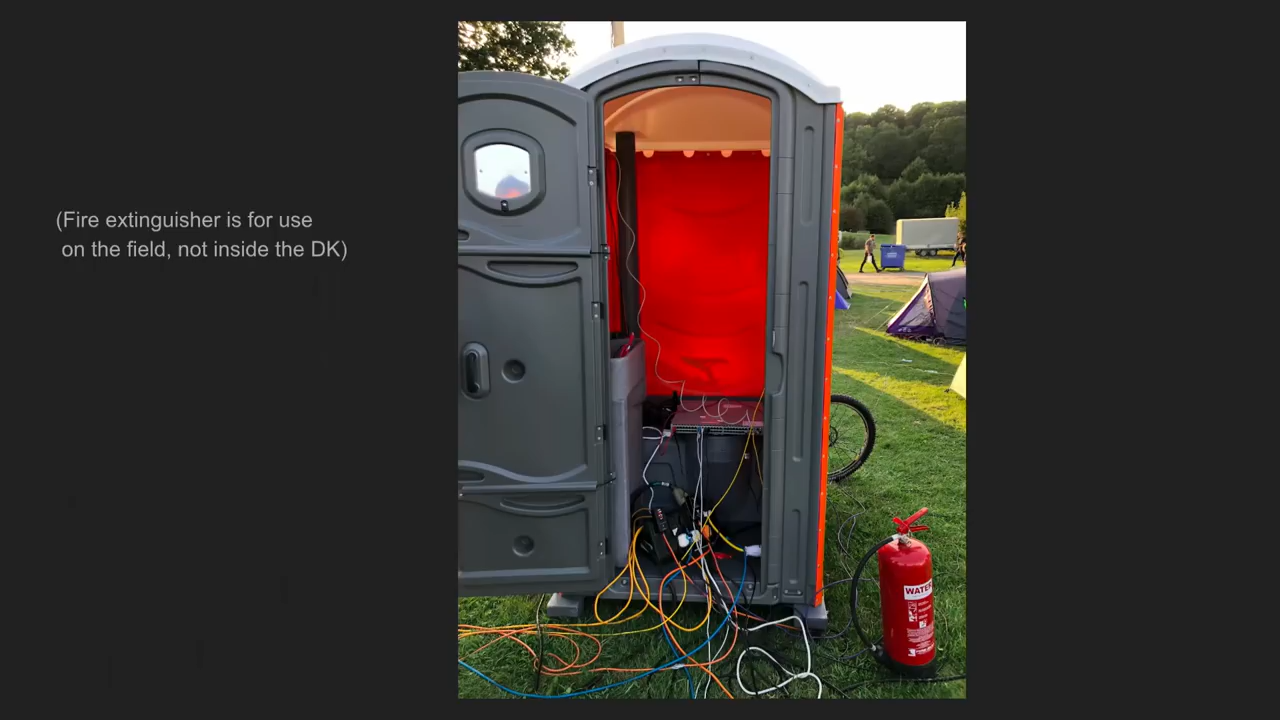 (Fire extinguisher is for use
on the field, not inside the DK)
WATER